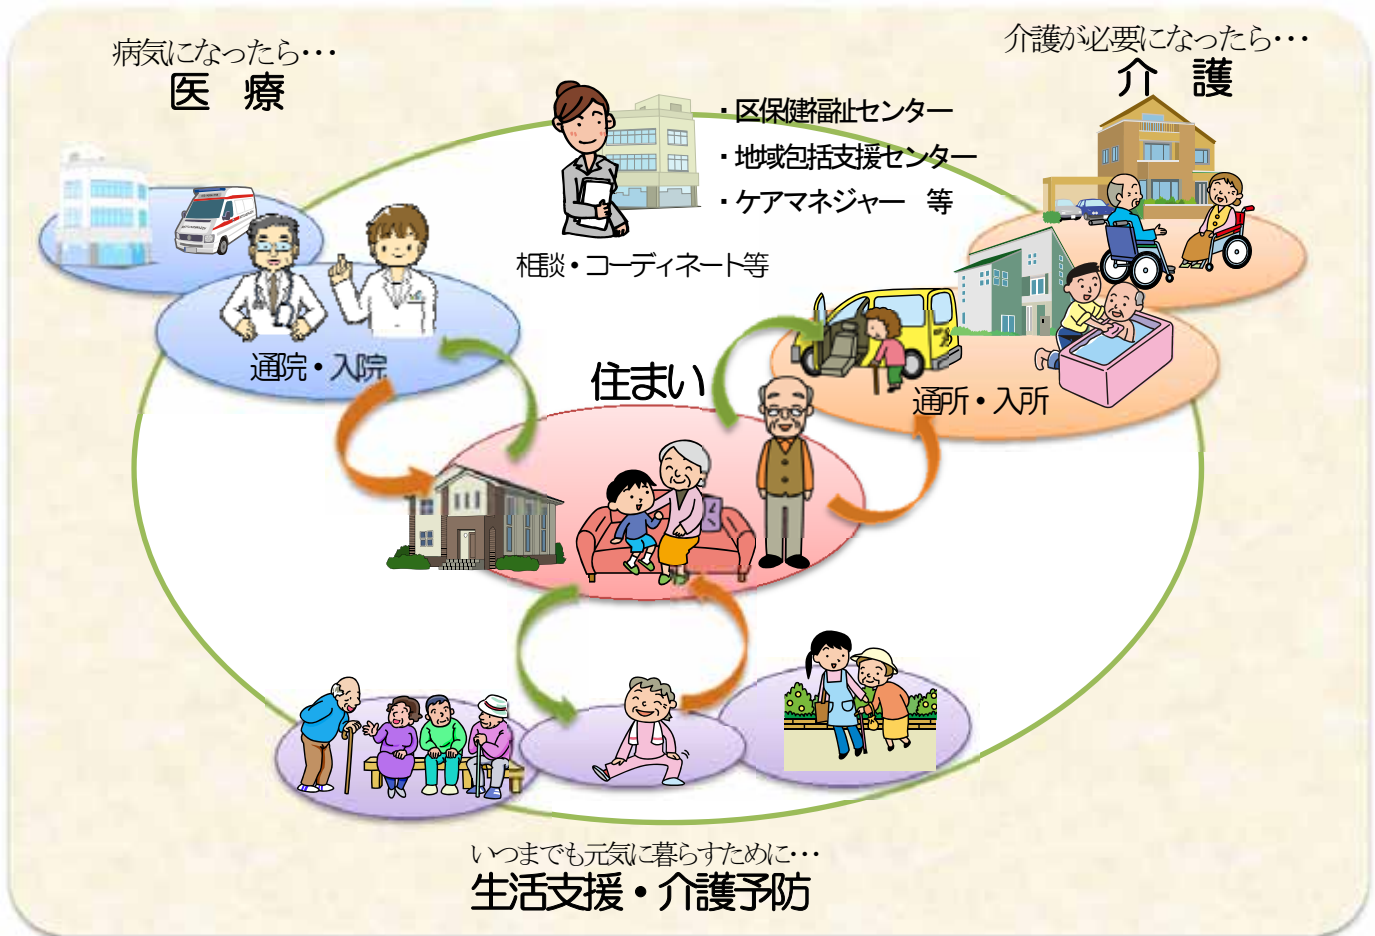 病気になったら・・・
医 療
介護が必要になったら・・・
介 護
・区保健福祉センター
・地域包括支援センター
・ケアマネジャー 等
相談・コーディネート等
通院・入院
住まい
通所・入所
いつまでも元気に暮らすために・・・
生活支援・介護予防